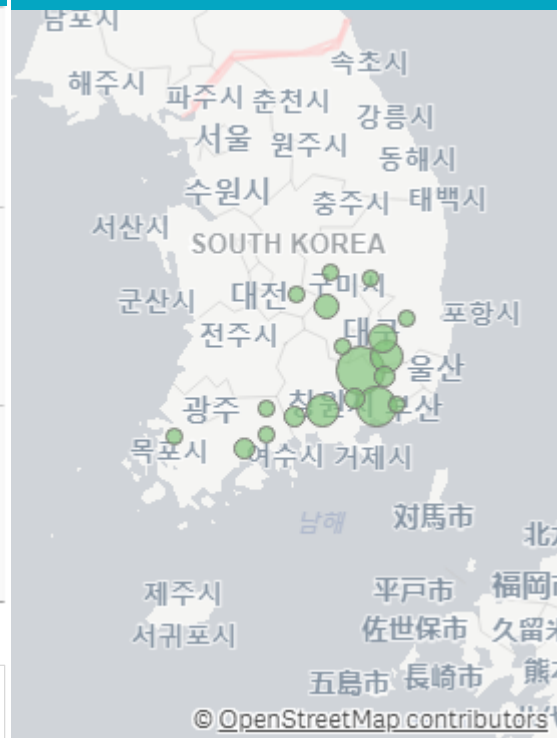 남포시
해주시
속초시
파주시 춘천시
강릉시
서울 원주시
동해시
수원시 충주시 태백시
서산시
SOUTH KOREA
대전 구미시
군산시 포항시
전주시 대구
울산
광주 창원시 부산
목포시 여수시 거제시
남해 対馬市
제주시 平戸市
서귀포시 佐世保市
五島市 長崎市
© OpenStreetMap contributors